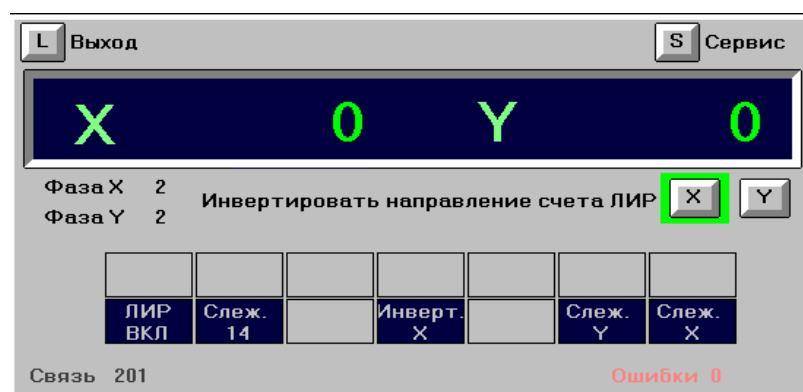 L Выход S Сервис
X 0 Y 0
Фаза X 2
Фаза Y 2
Инвертировать направление счета ЛИР X Y
ЛИР ВКЛ
Слеж. 14
Инверт. X
Слеж. Y
Слеж. X
Связь 201 Ошибки 0